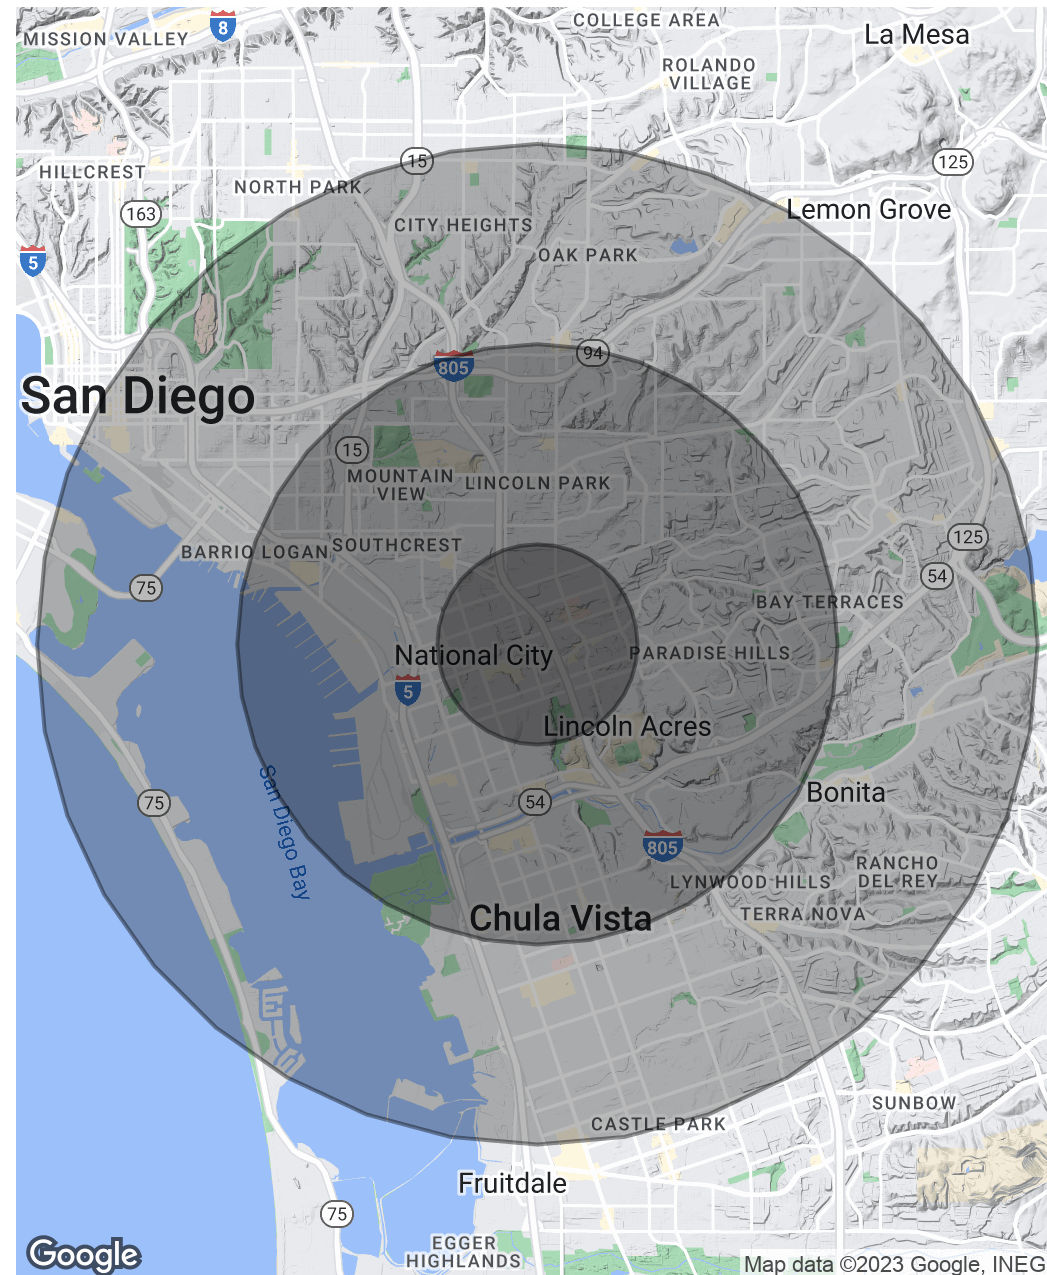 COLLEGE AREA
8
MISSION VALLEY
La Mesa
ROLANDO
VILLAGE
15
125
HILLCREST
NORTH PARK
163
Lemon Grove
CITY HEIGHTS
OAK PARK
5
94
805
San Diego
15
MOUNTAIN
VIEW
LINCOLN PARK
125
SOUTHCREST
BARRIO LOGAN
54
75
BAY TERRACES
National City
PARADISE HILLS
5
Lincoln Acres
Bonita
75
54
San Diego Bay
805
RANCHO
DEL REY
LYNWOOD HILLS
Chula Vista
TERRA NOVA
SUNBOW
CASTLE PARK
Fruitdale
75
EGGER
HIGHLANDS
Google
Map data ©2023 Google, INEG